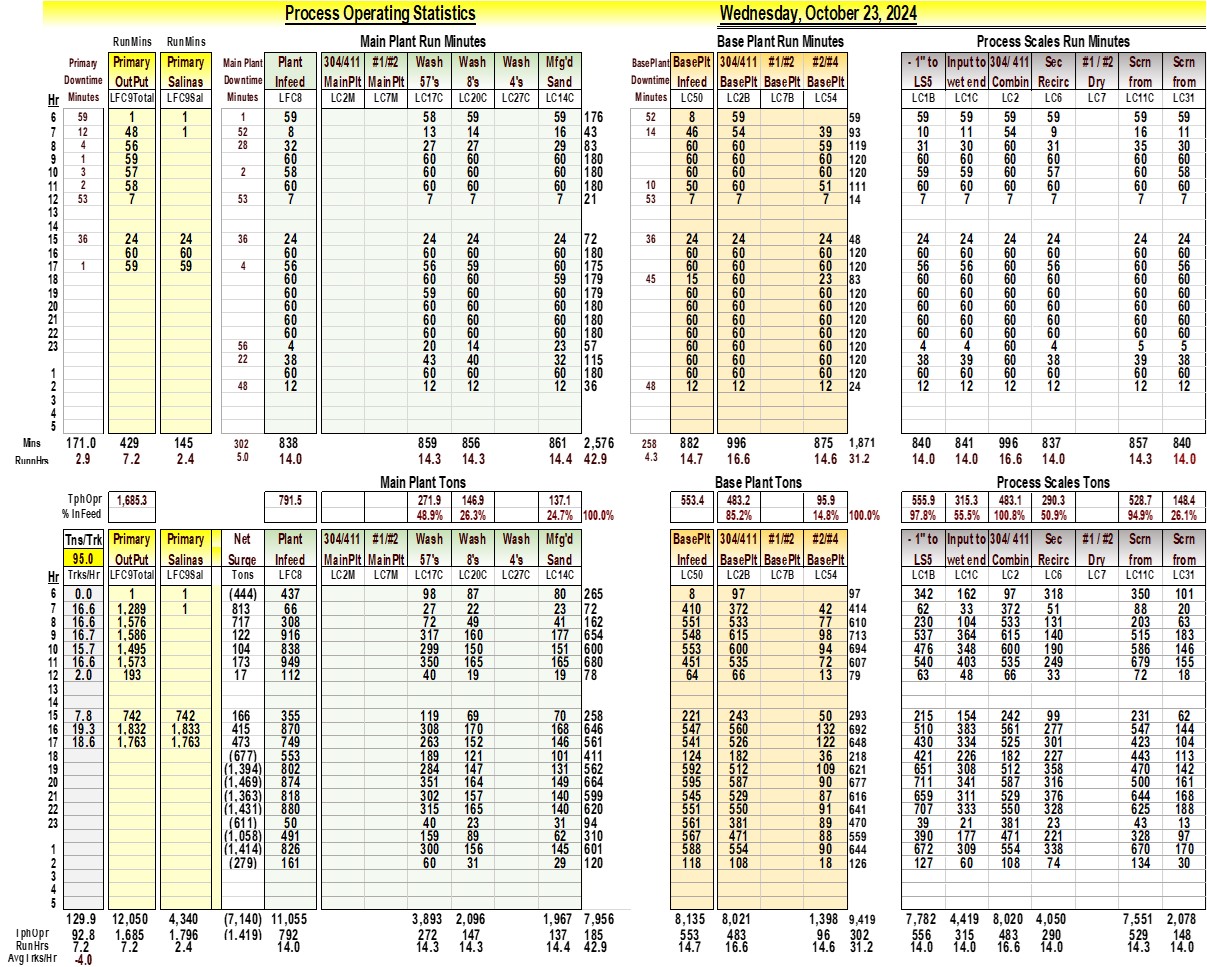 Process Operating Statistics Wednesday, October 23, 2024
RunMins RunMins Main Plant Run Minutes Base Plant Run Minutes Process Scales Run Minutes
Primary Primary Primary Main Plant Plant 304/411 #1/#2 Wash Wash Wash Mfg'd BasePlant BasePlt 304/411 #1/#2 #2/#4 - 1" to Input to 304/ 411 Sec #1 / #2 Scrn Scrn
Downtime OutPut Salinas Downtime Infeed MainPlt MainPlt 57's 8's 4's Sand Downtime Infeed BasePlt BasePlt BasePlt LS5 wet end Combin Recirc Dry from from
Hr Minutes LFC9Total LFC9Sal Minutes LFC8 LC2M LC7M LC17C LC20C LC27C LC14C Minutes LC50 LC2B LC7B LC54 LC1B LC1C LC2 LC6 LC7 LC11C LC31
6 59 1 1 1 59 58 59 59 176 52 8 59 59 59 59 59 59 59 59
7 12 48 1 52 8 13 14 16 43 14 46 54 39 93 10 11 54 9 16 11
8 4 56 28 32 27 27 29 83 60 60 59 119 31 30 60 31 35 30
9 1 59 60 60 60 60 180 60 60 60 120 60 60 60 60 60 60
10 3 57 2 58 60 60 60 180 60 60 60 120 59 59 60 57 60 58
11 2 58 60 60 60 60 180 10 50 60 51 111 60 60 60 60 60 60
12 53 7 53 7 7 7 7 21 53 7 7 7 14 7 7 7 7 7 7
13
14
15 36 24 24 36 24 24 24 24 72 36 24 24 24 48 24 24 24 24 24 24
16 60 60 60 60 60 60 180 60 60 60 120 60 60 60 60 60 60
17 1 59 59 4 56 56 59 60 175 60 60 60 120 56 56 60 56 60 56
18 60 60 60 59 179 45 15 60 23 83 60 60 60 60 60 60
19 60 59 60 60 179 60 60 60 120 60 60 60 60 60 60
20 60 60 60 60 180 60 60 60 120 60 60 60 60 60 60
21 60 60 60 60 180 60 60 60 120 60 60 60 60 60 60
22 60 60 60 60 180 60 60 60 120 60 60 60 60 60 60
23 56 4 20 14 23 57 60 60 60 120 4 4 60 4 5 5
22 38 43 40 32 115 60 60 60 120 38 39 60 38 39 38
1 60 60 60 60 180 60 60 60 120 60 60 60 60 60 60
2 48 12 12 12 12 36 48 12 12 12 24 12 12 12 12 12 12
3
4
5
Mins 171.0 429 145 302 838 859 856 861 2,576 258 882 996 875 1,871 840 841 996 837 857 840
RunnHrs 2.9 7.2 2.4 5.0 14.0 14.3 14.3 14.4 42.9 4.3 14.7 16.6 14.6 31.2 14.0 14.0 16.6 14.0 14.3 14.0
Main Plant Tons Base Plant Tons Process Scales Tons
TphOpr 1,685.3 791.5 271.9 146.9 137.1 553.4 483.2 95.9 555.9 315.3 483.1 290.3 528.7 148.4
% InFeed 48.9% 26.3% 24.7% 100.0% 85.2% 14.8% 100.0% 97.8% 55.5% 100.8% 50.9% 94.9% 26.1%
Tns/Trk Primary Primary Net Plant 304/411 #1/#2 Wash Wash Wash Mfg'd BasePlt 304/411 #1/#2 #2/#4 - 1" to Input to 304/ 411 Sec #1 / #2 Scrn Scrn
95.0 OutPut Salinas Surge Infeed MainPlt MainPlt 57's 8's 4's Sand Infeed BasePlt BasePlt BasePlt LS5 wet end Combin Recirc Dry from from
Hr Trks/Hr LFC9Total LFC9Sal Tons LFC8 LC2M LC7M LC17C LC20C LC27C LC14C LC50 LC2B LC7B LC54 LC1B LC1C LC2 LC6 LC7 LC11C LC31
6 0.0 1 1 (444) 437 98 87 80 265 8 97 97 342 162 97 318 350 101
7 16.6 1,289 1 813 66 27 22 23 72 410 372 42 414 62 33 372 51 88 20
8 16.6 1,576 717 308 72 49 41 162 551 533 77 610 230 104 533 131 203 63
9 16.7 1,586 122 916 317 160 177 654 548 615 98 713 537 364 615 140 515 183
10 15.7 1,495 104 838 299 150 151 600 553 600 94 694 476 348 600 190 586 146
11 16.6 1,573 173 949 350 165 165 680 451 535 72 607 540 403 535 249 679 155
12 2.0 193 17 112 40 19 19 78 64 66 13 79 63 48 66 33 72 18
13
14
15 7.8 742 742 166 355 119 69 70 258 221 243 50 293 215 154 242 99 231 62
16 19.3 1,832 1,833 415 870 308 170 168 646 547 560 132 692 510 383 561 277 547 144
17 18.6 1,763 1,763 473 749 263 152 146 561 541 526 122 648 430 334 525 301 423 104
18 (677) 553 189 121 101 411 124 182 36 218 421 226 182 227 443 113
19 (1,394) 802 284 147 131 562 592 512 109 621 651 308 512 358 470 142
20 (1,469) 874 351 164 149 664 595 587 90 677 711 341 587 316 500 161
21 (1,363) 818 302 157 140 599 545 529 87 616 659 311 529 376 644 168
22 (1,431) 880 315 165 140 620 551 550 91 641 707 333 550 328 625 188
23 (611) 50 40 23 31 94 561 381 89 470 39 21 381 23 43 13
(1,058) 491 159 89 62 310 567 471 88 559 390 177 471 221 328 97
1 (1,414) 826 300 156 145 601 588 554 90 644 672 309 554 338 670 170
2 (279) 161 60 31 29 120 118 108 18 126 127 60 108 74 134 30
3
4
5
129.9 12,050 4,340 (7,140) 11,055 3,893 2,096 1,967 7,956 8,135 8,021 1,398 9,419 7,782 4,419 8,020 4,050 7,551 2,078
TphOpr 92.8 1,685 1,796 (1,419) 792 272 147 137 185 553 483 96 302 556 315 483 290 529 148
RunHrs 7.2 7.2 2.4 14.0 14.3 14.3 14.4 42.9 14.7 16.6 14.6 31.2 14.0 14.0 16.6 14.0 14.3 14.0
AvgTrks/Hr -4.0